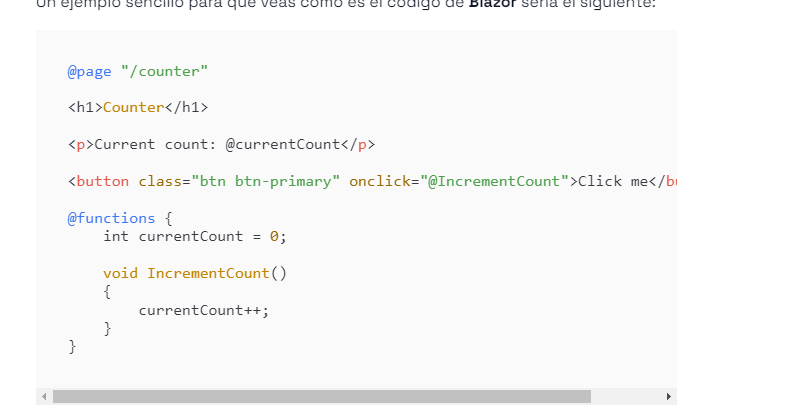 Un ejemplo sencillo para que veas cómo es el código de Blazor sería el siguiente:
@page "/counter"
<h1>Counter</h1>
<p>Current count: @currentCount</p>
<button class="btn btn-primary" onclick="@IncrementCount">Click me</bu
@functions {
int currentCount = 0;
void IncrementCount()
{
currentCount++;
}
}